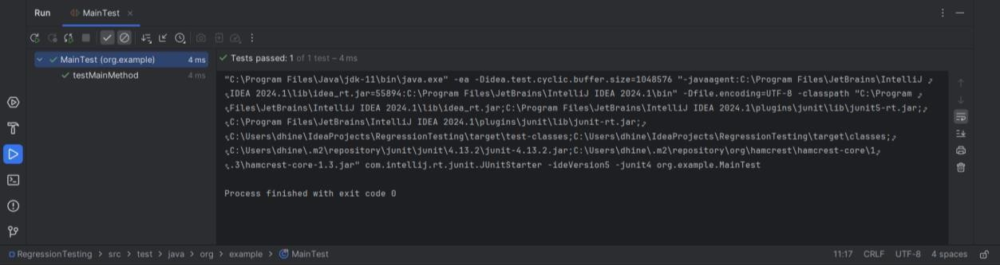 Run MainTest ×
MainTest (org.example) 4 ms
testMainMethod 4 ms
Tests passed: 1 of 1 test – 4 ms
"C:\Program Files\Java\jdk-11\bin\java.exe" -ea -Didea.test.cyclic.buffer.size=1048576 "-javaagent:C:\Program Files\JetBrains\IntelliJ
IDEA 2024.1\lib\idea_rt.jar=55894:C:\Program Files\JetBrains\IntelliJ IDEA 2024.1\bin" -Dfile.encoding=UTF-8 -classpath "C:\Program
Files\JetBrains\IntelliJ IDEA 2024.1\lib\idea_rt.jar;C:\Program Files\JetBrains\IntelliJ IDEA 2024.1\plugins\junit\lib\junit5-rt.jar;
C:\Program Files\JetBrains\IntelliJ IDEA 2024.1\plugins\junit\lib\junit-rt.jar;
C:\Users\dhine\IdeaProjects\RegressionTesting\target\test-classes;C:\Users\dhine\IdeaProjects\RegressionTesting\target\classes;
C:\Users\dhine\.m2\repository\junit\junit\4.13.2\junit-4.13.2.jar;C:\Users\dhine\.m2\repository\org\hamcrest\hamcrest-core\1
.3\hamcrest-core-1.3.jar" com.intellij.rt.junit.JUnitStarter -ideVersion5 -junit4 org.example.MainTest
Process finished with exit code 0
RegressionTesting > src > test > java > org > example > MainTest 11:17 CRLF UTF-8 4 spaces